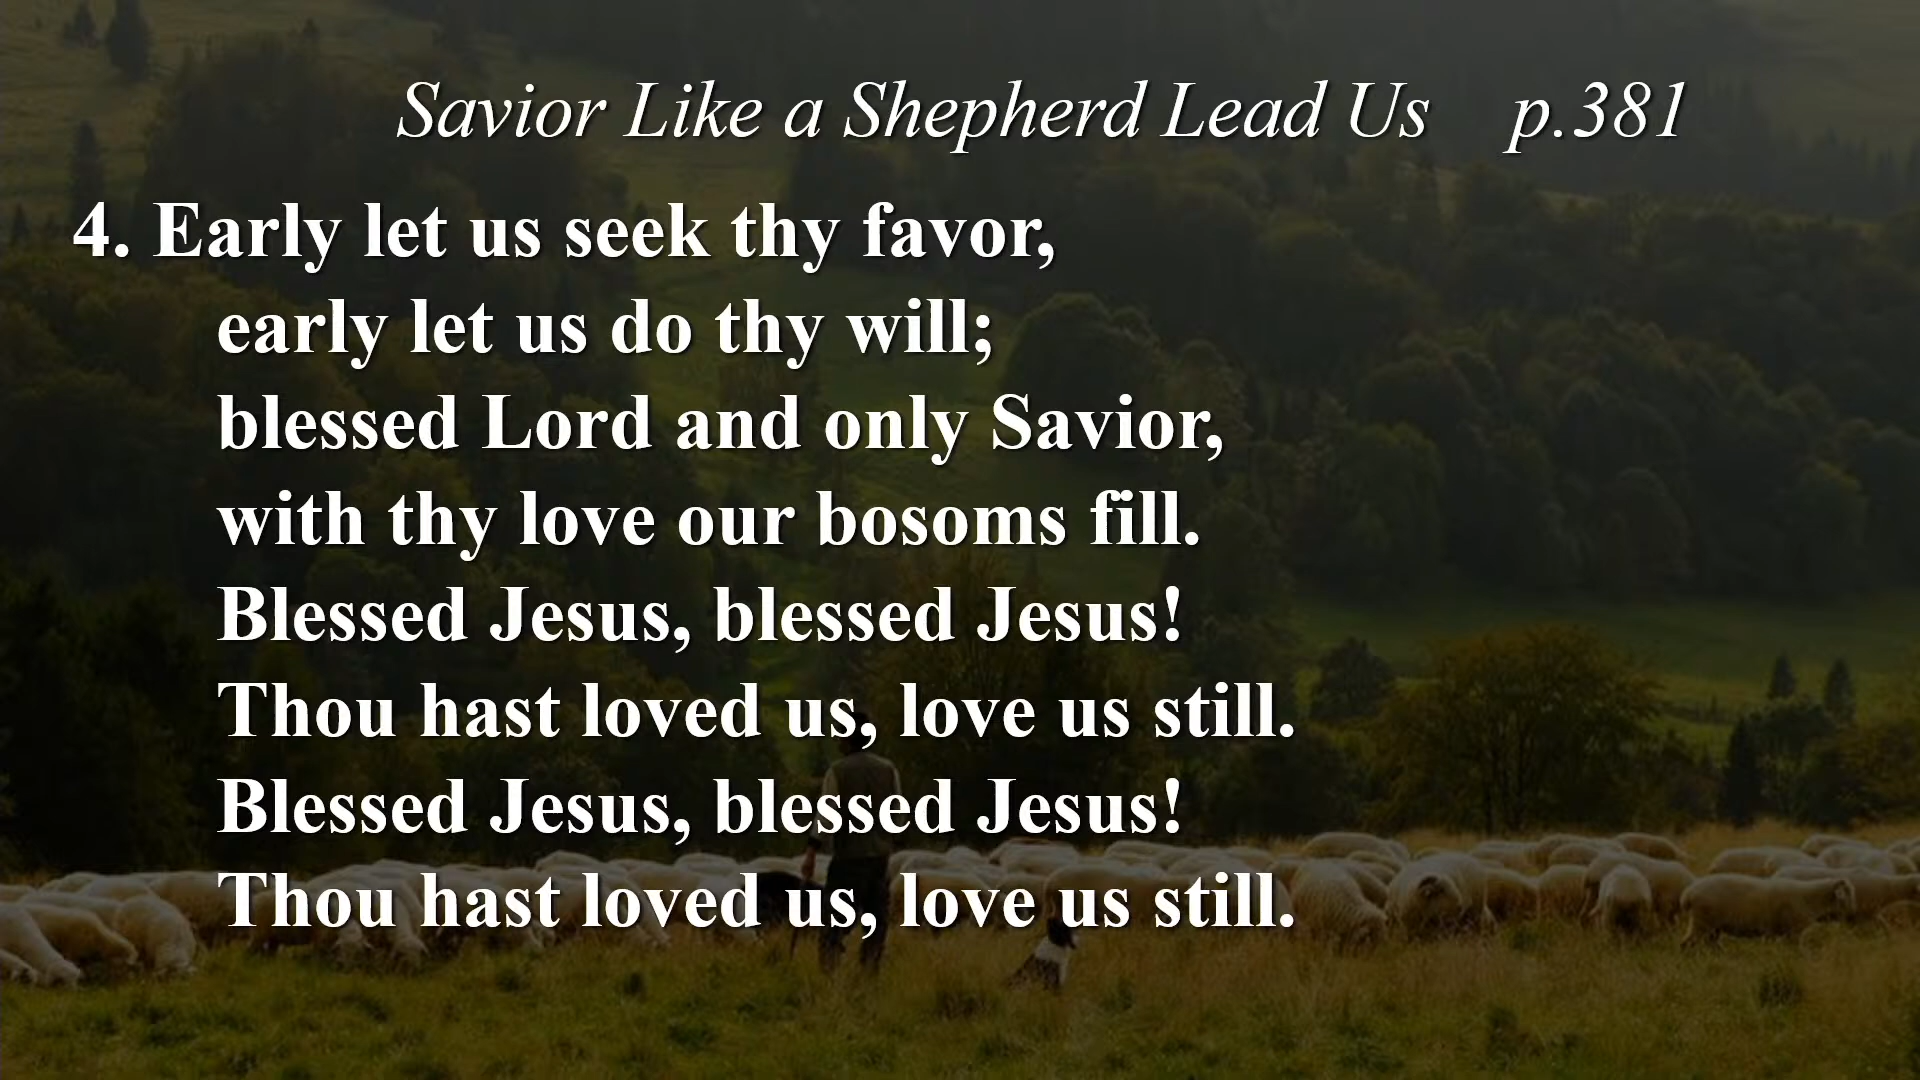 Savior Like a Shepherd Lead Us p.381
4. Early let us seek thy favor,
early let us do thy will;
blessed Lord and only Savior,
with thy love our bosoms fill.
Blessed Jesus, blessed Jesus!
Thou hast loved us, love us still.
Blessed Jesus, blessed Jesus!
Thou hast loved us, love us still.